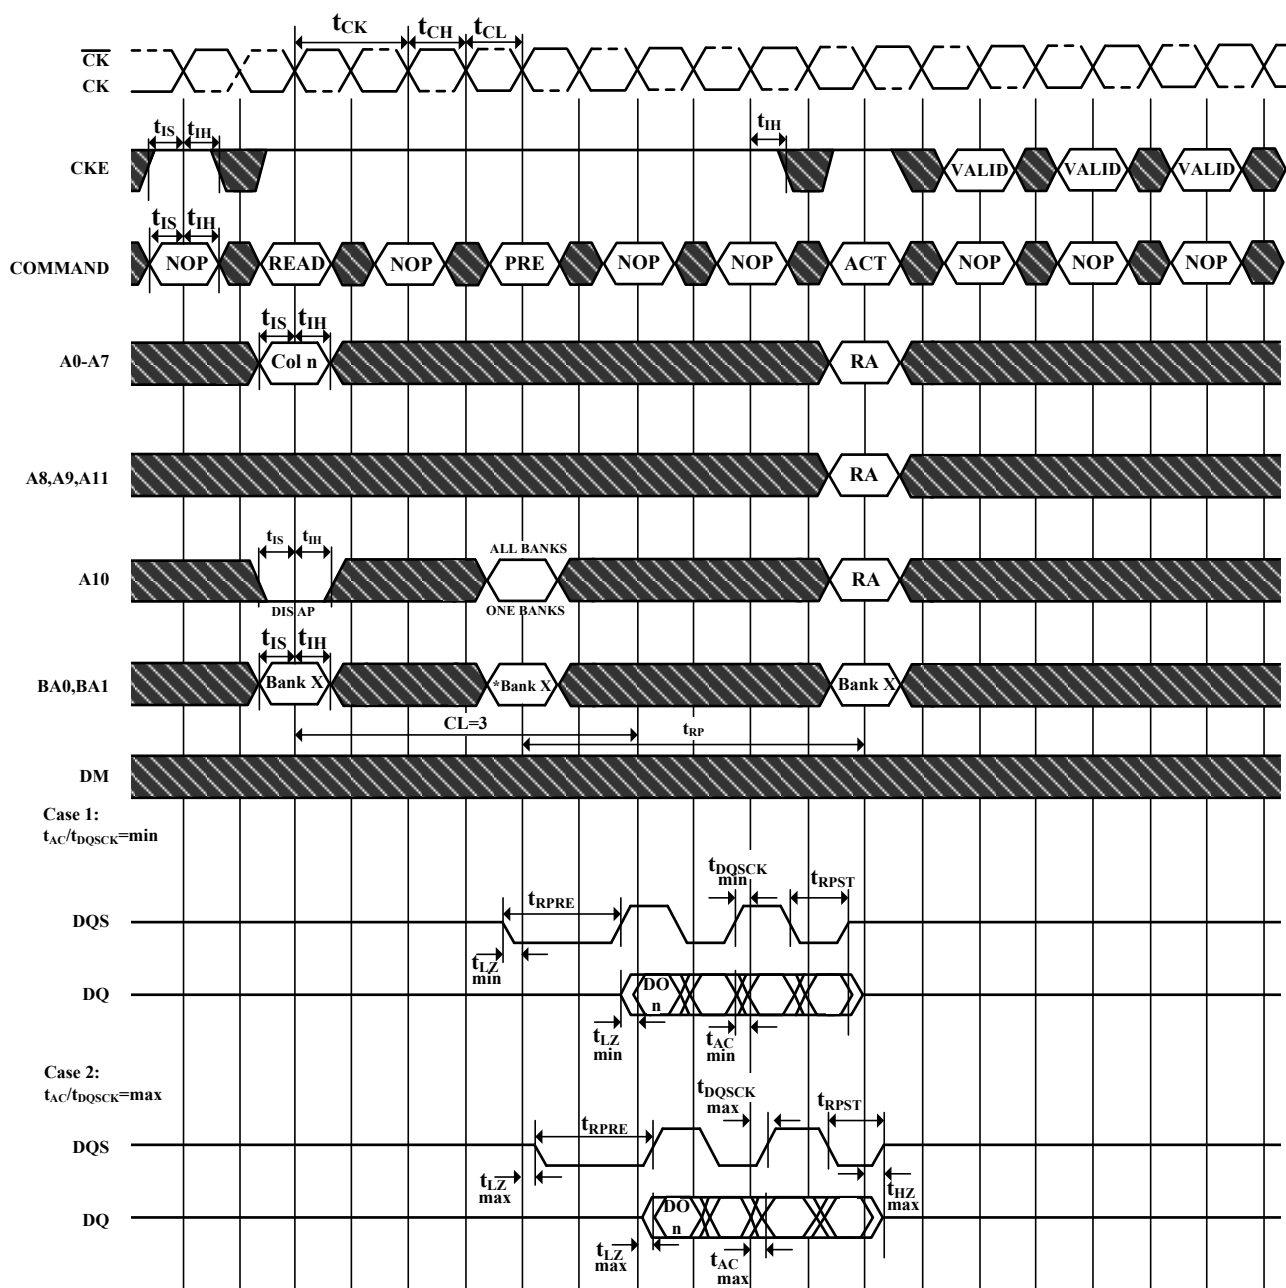 tCK tCH tCL
CK
CK
tIS tIH tIH
CKE VALID VALID VALID
tIS tIH
COMMAND NOP READ NOP PRE NOP NOP ACT NOP NOP NOP
tIS tIH
A0-A7 Col n RA
A8,A9,A11 RA
tIS tIH ALL BANKS
A10 RA
DIS AP ONE BANKS
tIS tIH
BA0,BA1 Bank X *Bank X Bank X
CL=3 tRP
DM
Case 1:
tAC/tDQSCK=min
tDQSCK
min
tRPST
tRPRE
DQS
tLZ
min
DQ DO
n
tLZ
min
tAC
min
Case 2:
tAC/tDQSCK=max
tDQSCK
max
tRPST
tRPRE
DQS
tLZ
max
tHZ
max
DQ DO
n
tLZ
max
tAC
max